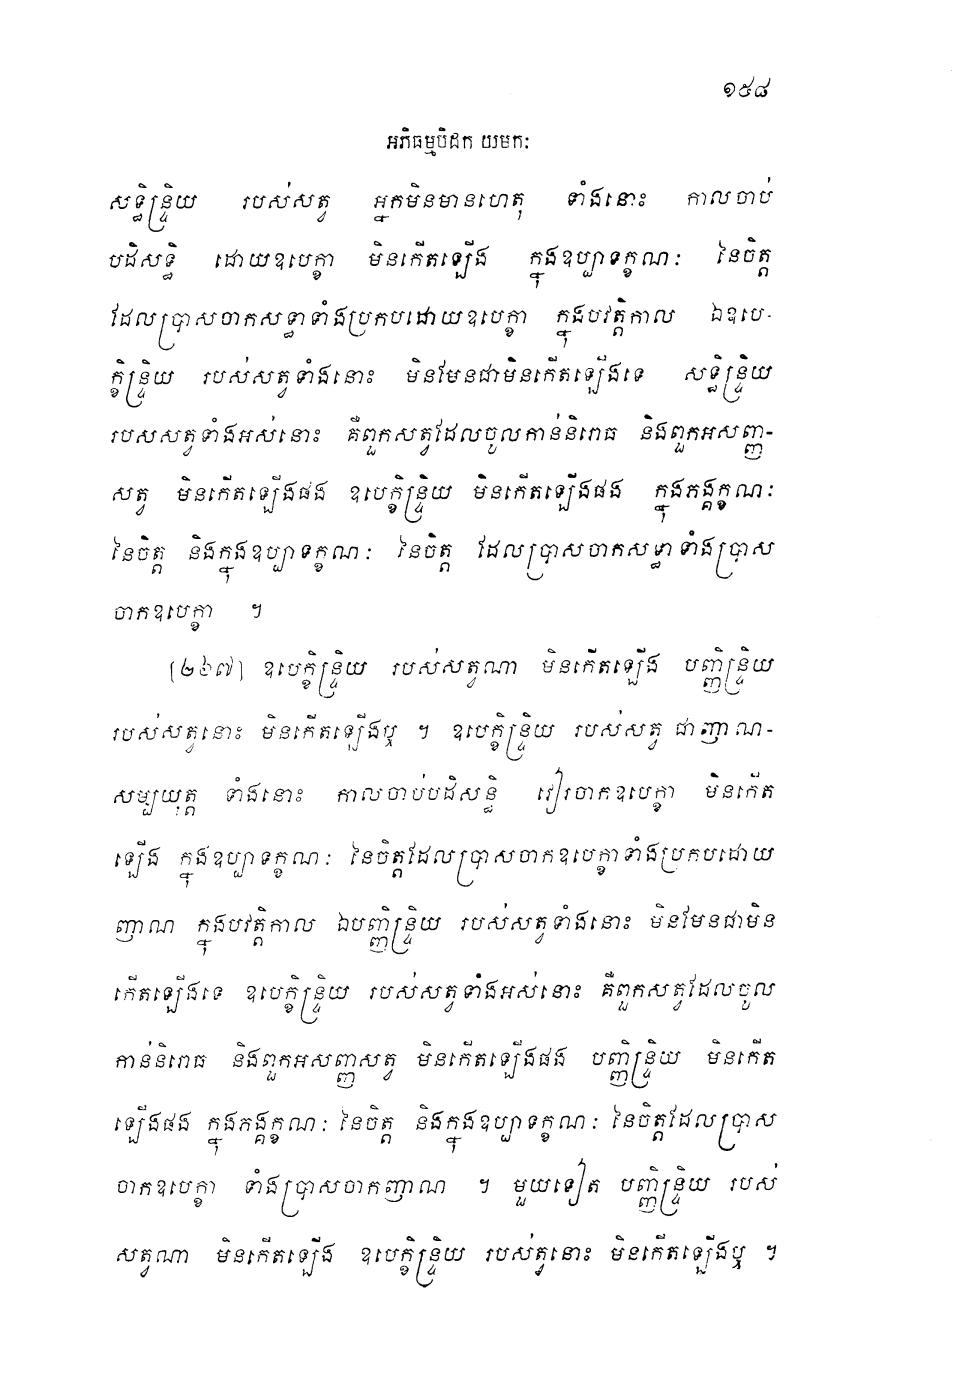 ១៥៨
អភិធម្មបិដក យមកៈ
សទ្ធិន្ទ្រិយ របស់សត្វ អ្នកមិនមានហេតុ ទាំងនោះ កាលចាប់
បដិសន្ធិ ដោយឧបេក្ខា មិនកើតឡើង ក្នុងឧប្បាទក្ខណៈ នៃចិត្ត
ដែលប្រាសចាកសទ្ធាទាំងប្រកបដោយឧបេក្ខា ក្នុងបវត្តិកាល ឯឧបេ-
ក្ខិន្ទ្រិយ របស់សត្វទាំងនោះ មិនមែនជាមិនកើតឡើងទេ សទ្ធិន្ទ្រិយ
របសសត្វទាំងអស់នោះ គឺពួកសត្វដែលចូលកាន់និរោធ និងពួកអសញ្ញ-
សត្វ មិនកើតឡើងផង ឧបេក្ខិន្ទ្រិយ មិនកើតឡើងផង ក្នុងភង្គក្ខណៈ
នៃចិត្ត និងក្នុងឧប្បាទក្ខណៈ នៃចិត្ត ដែលប្រាសចាកសទ្ធាទាំងប្រាស
ចាកឧបេក្ខា ។
[២៦៧] ឧបេក្ខិន្ទ្រិយ របស់សត្វណា មិនកើតឡើង បញ្ញិន្ទ្រិយ
របស់សត្វនោះ មិនកើតឡើងឬ ។ ឧបេក្ខិន្ទ្រិយ របស់សត្វ ជាញាណ-
សម្បយុត្ត ទាំងនោះ កាលចាប់បដិសន្ធិ វៀរចាកឧបេក្ខា មិនកើត
ឡើង ក្នុងឧប្បាទក្ខណៈ នៃចិត្តដែលប្រាសចាកឧបេក្ខាទាំងប្រកបដោយ
ញាណ ក្នុងបវត្តិកាល ឯបញ្ញិន្ទ្រិយ របស់សត្វទាំងនោះ មិនមែនជាមិន
កើតឡើងទេ ឧបេក្ខិន្ទ្រិយ របស់សត្វទាំងអស់នោះ គឺពួកសត្វដែលចូល
កាន់និរោធ និងពួកអសញ្ញសត្វ មិនកើតឡើងផង បញ្ញិន្ទ្រិយ មិនកើត
ឡើងផង ក្នុងភង្គក្ខណៈ នៃចិត្ត និងក្នុងឧប្បាទក្ខណៈ នៃចិត្តដែលប្រាស
ចាកឧបេក្ខា ទាំងប្រាសចាកញាណ ។ មួយទៀត បញ្ញិន្ទ្រិយ របស់
សត្វណា មិនកើតឡើង ឧបេក្ខិន្ទ្រិយ របស់ត្វនោះ មិនកើតឡើងឬ ។